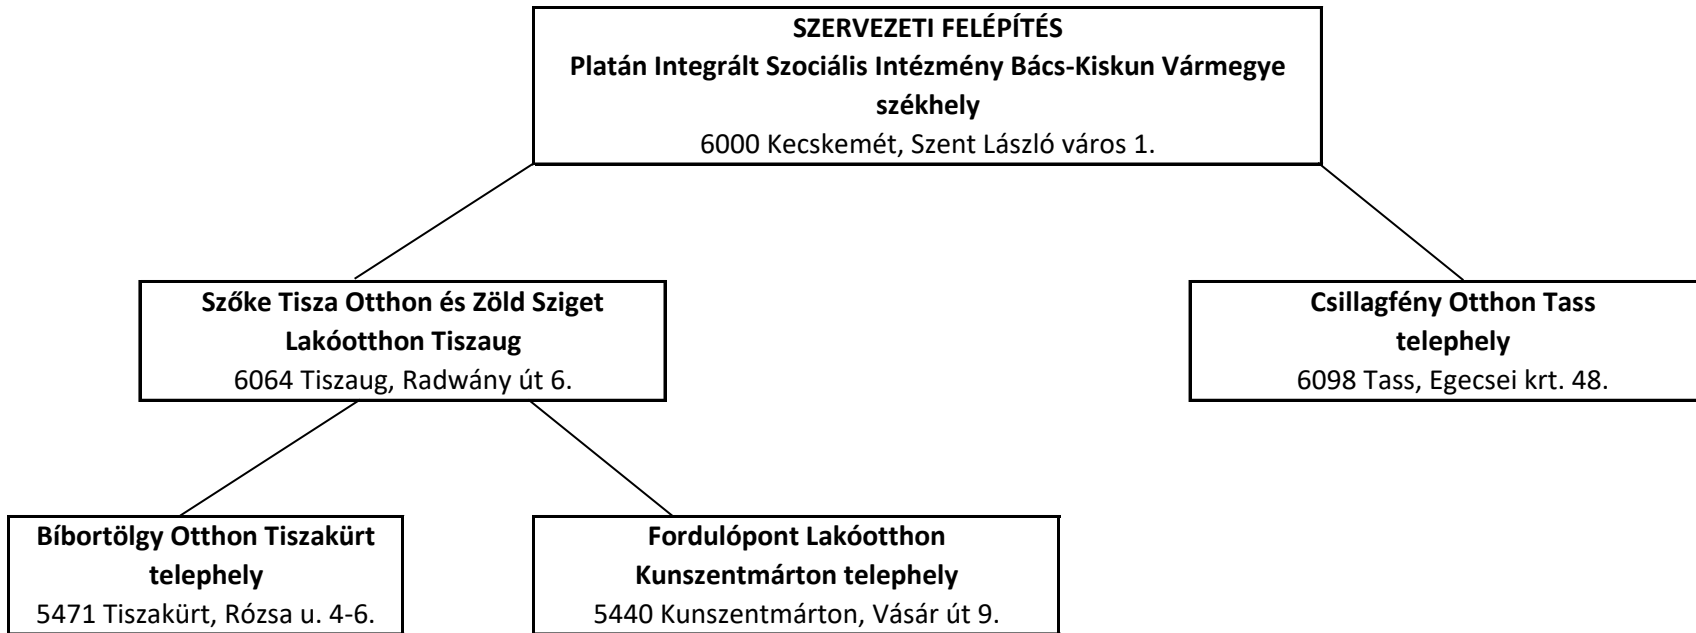 SZERVEZETI FELÉPÍTÉS
Platán Integrált Szociális Intézmény Bács-Kiskun Vármegye
székhely
6000 Kecskemét, Szent László város 1.
Szőke Tisza Otthon és Zöld Sziget
Lakóotthon Tiszaug
6064 Tiszaug, Radwány út 6.
Csillagfény Otthon Tass
telephely
6098 Tass, Egecsei krt. 48.
Bíbortölgy Otthon Tiszakürt
telephely
5471 Tiszakürt, Rózsa u. 4-6.
Fordulópont Lakóotthon
Kunszentmárton telephely
5440 Kunszentmárton, Vásár út 9.